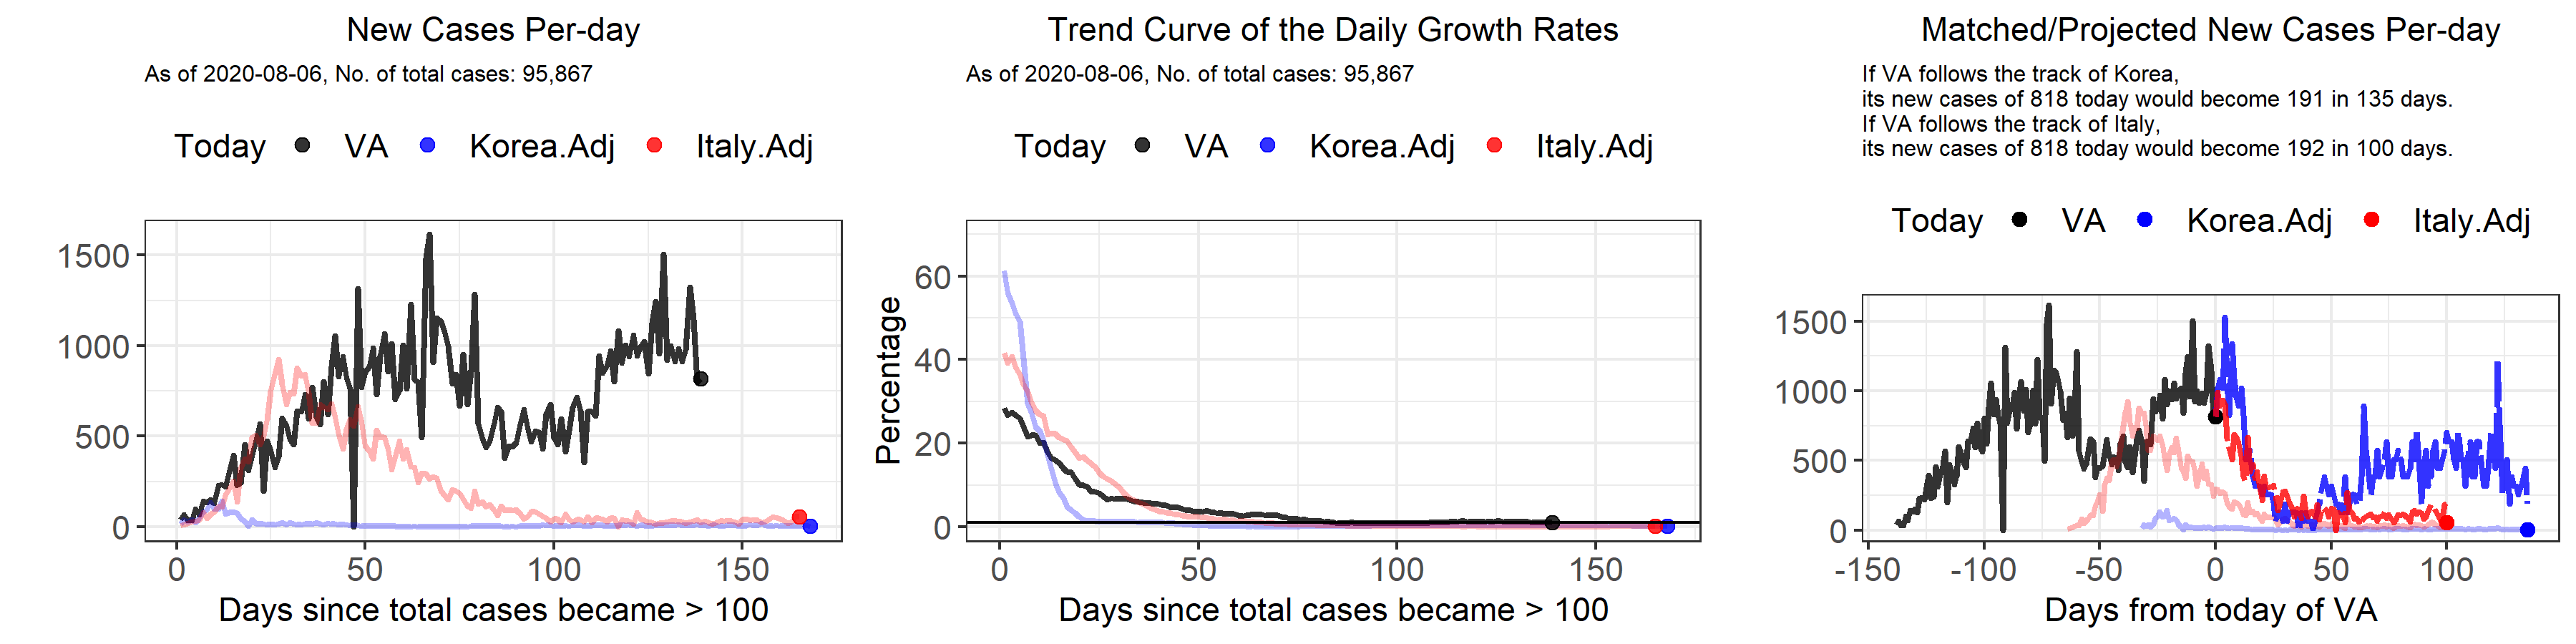 New Cases Per-day
As of 2020-08-06, No. of total cases: 95,867
Today VA Korea.Adj Italy.Adj
1500
1000
500
0
0 50 100 150
Days since total cases became > 100
Trend Curve of the Daily Growth Rates
As of 2020-08-06, No. of total cases: 95,867
Today VA Korea.Adj Italy.Adj
Percentage
60
40
20
0
0 50 100 150
Days since total cases became > 100
Matched/Projected New Cases Per-day
If VA follows the track of Korea,
its new cases of 818 today would become 191 in 135 days.
If VA follows the track of Italy,
its new cases of 818 today would become 192 in 100 days.
Today VA Korea.Adj Italy.Adj
1500
1000
500
0
-150 -100 -50 0 50 100
Days from today of VA